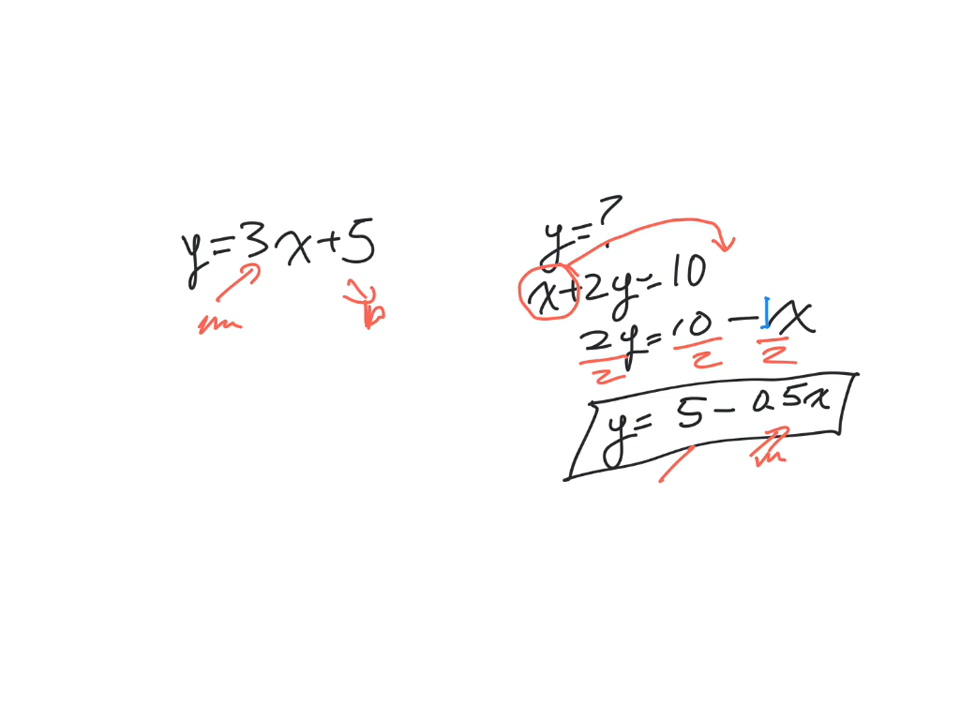 y=3x+5
m
b
y=?
x+2y=10
2y=10-1x
2 2 2
y=5-0.5x
m